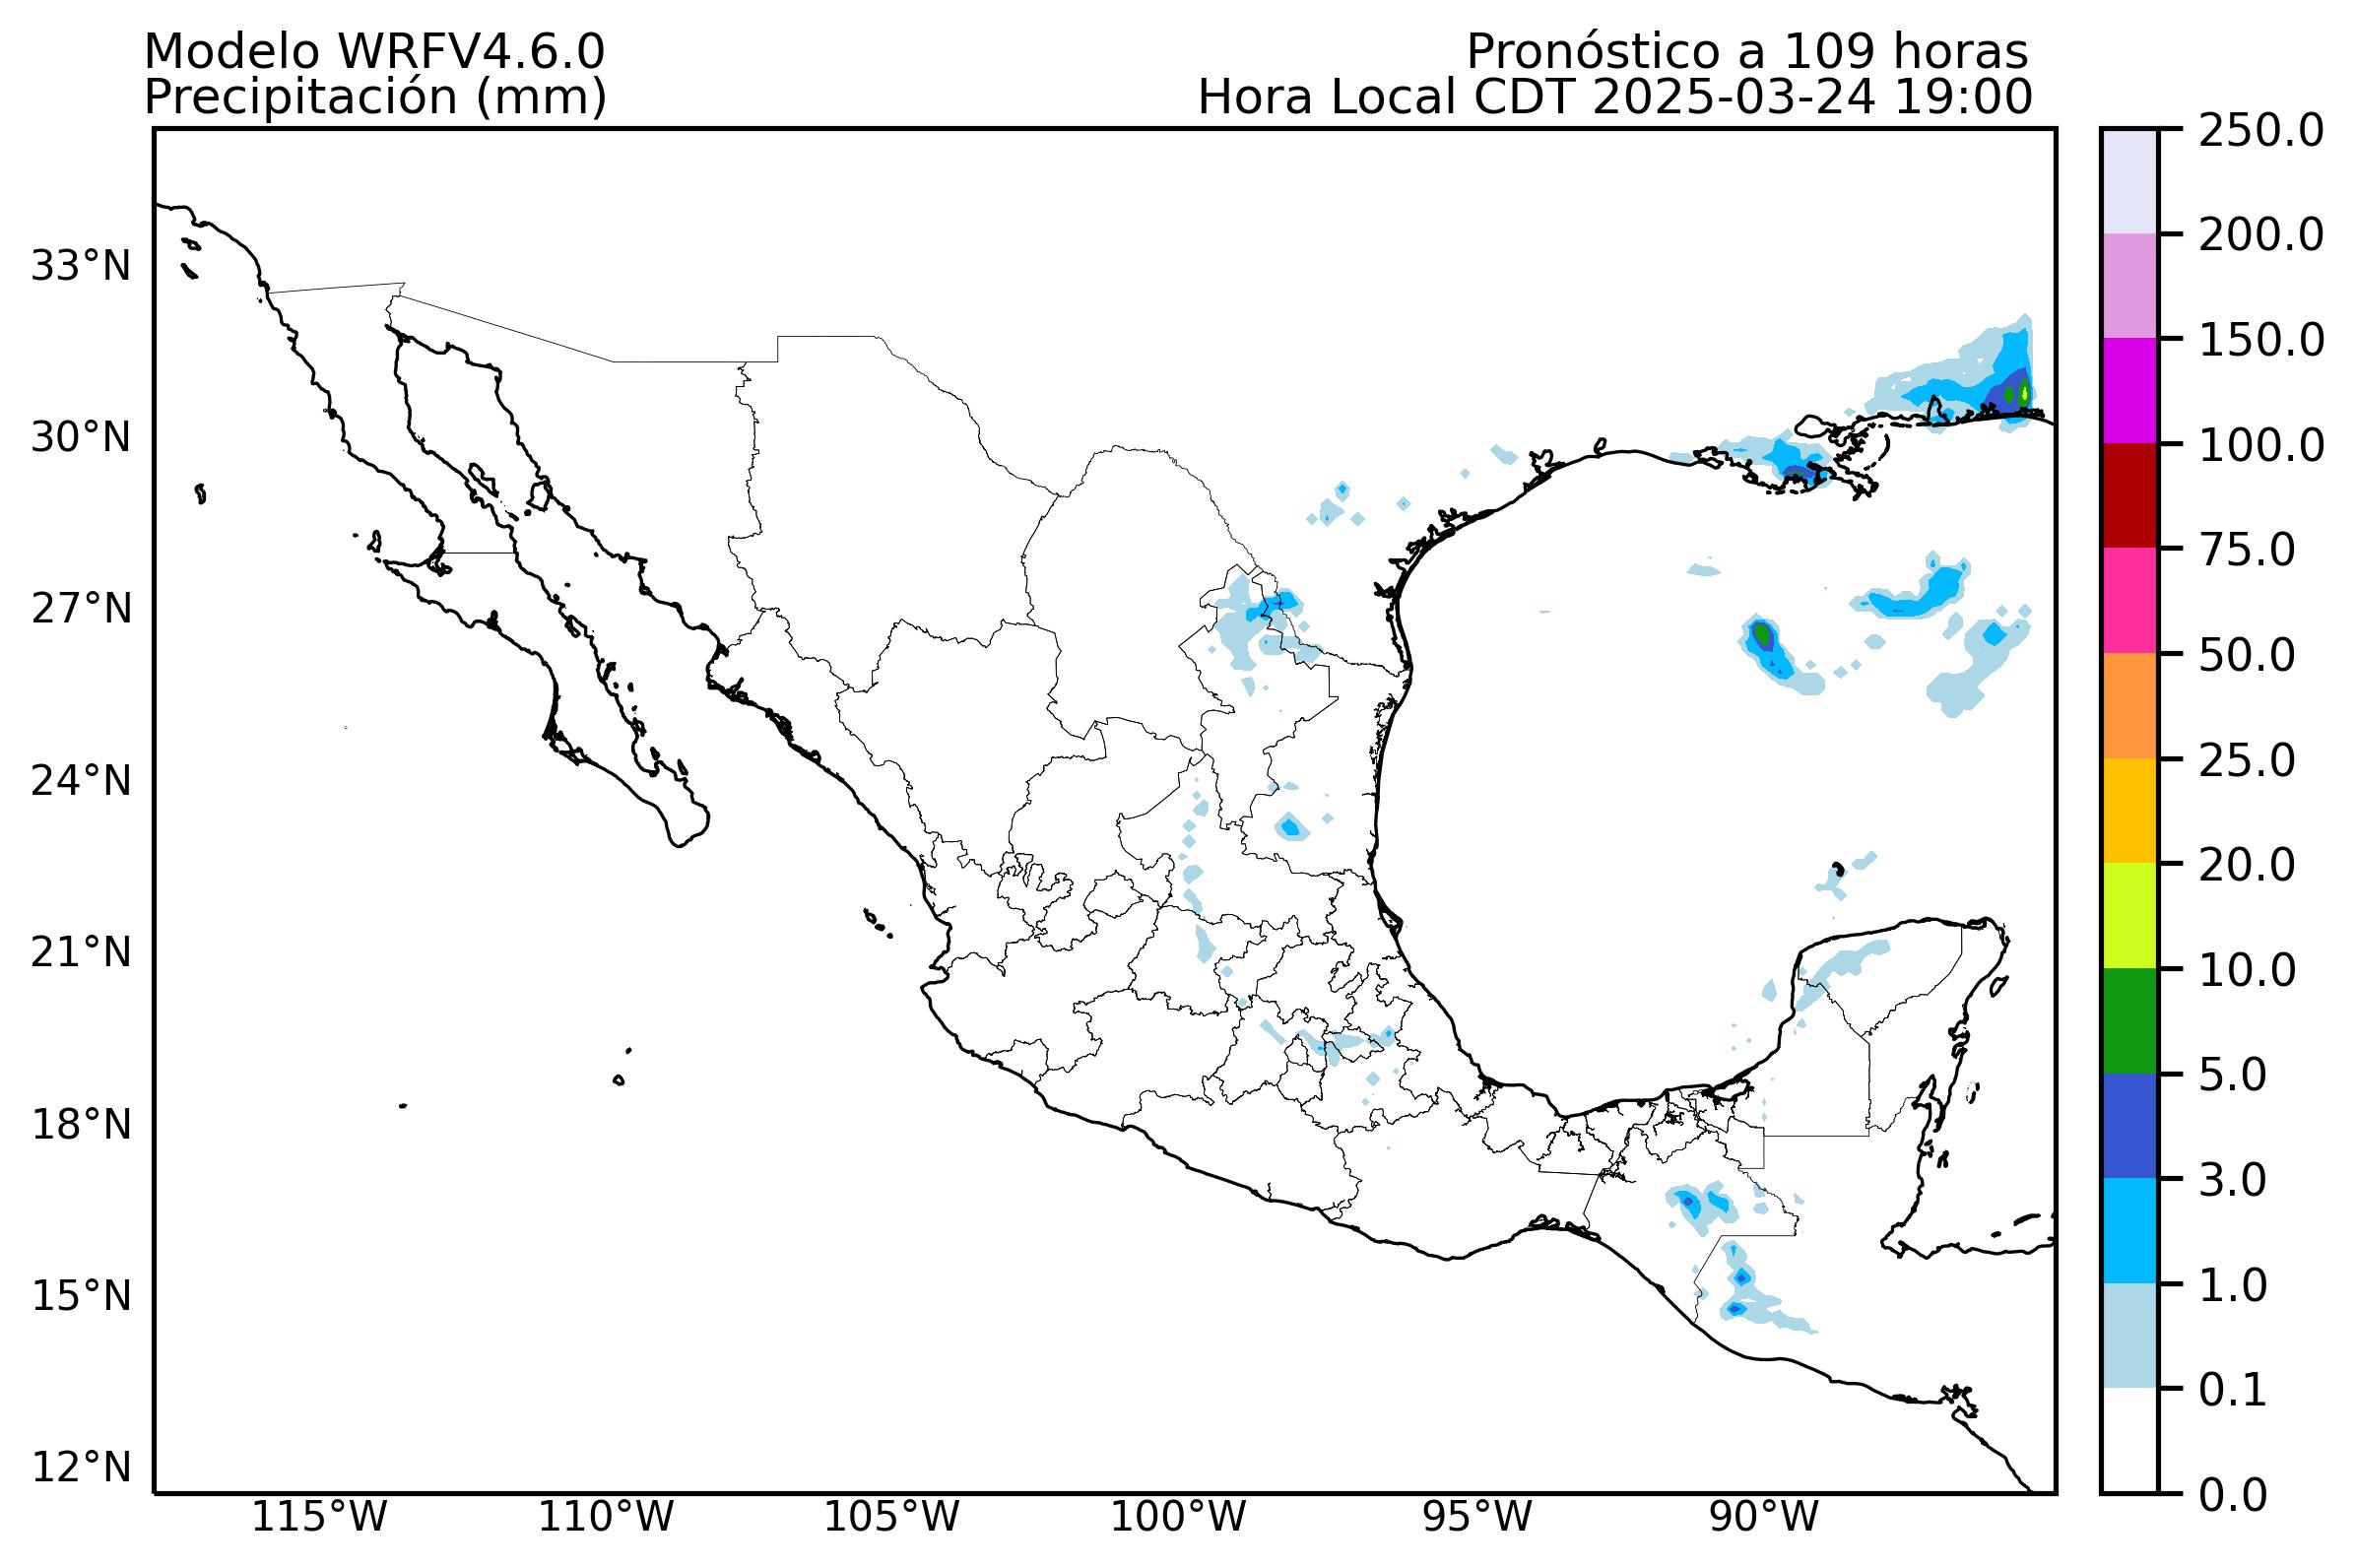 Modelo WRFV4.6.0
Pronóstico a 109 horas
Precipitación (mm)
Hora Local CDT 2025-03-24 19:00
33°N
30°N
27°N
24°N
21°N
18°N
15°N
12°N
115°W
110°W
105°W
100°W
95°W
90°W
250.0
200.0
150.0
100.0
75.0
50.0
25.0
20.0
10.0
5.0
3.0
1.0
0.1
0.0